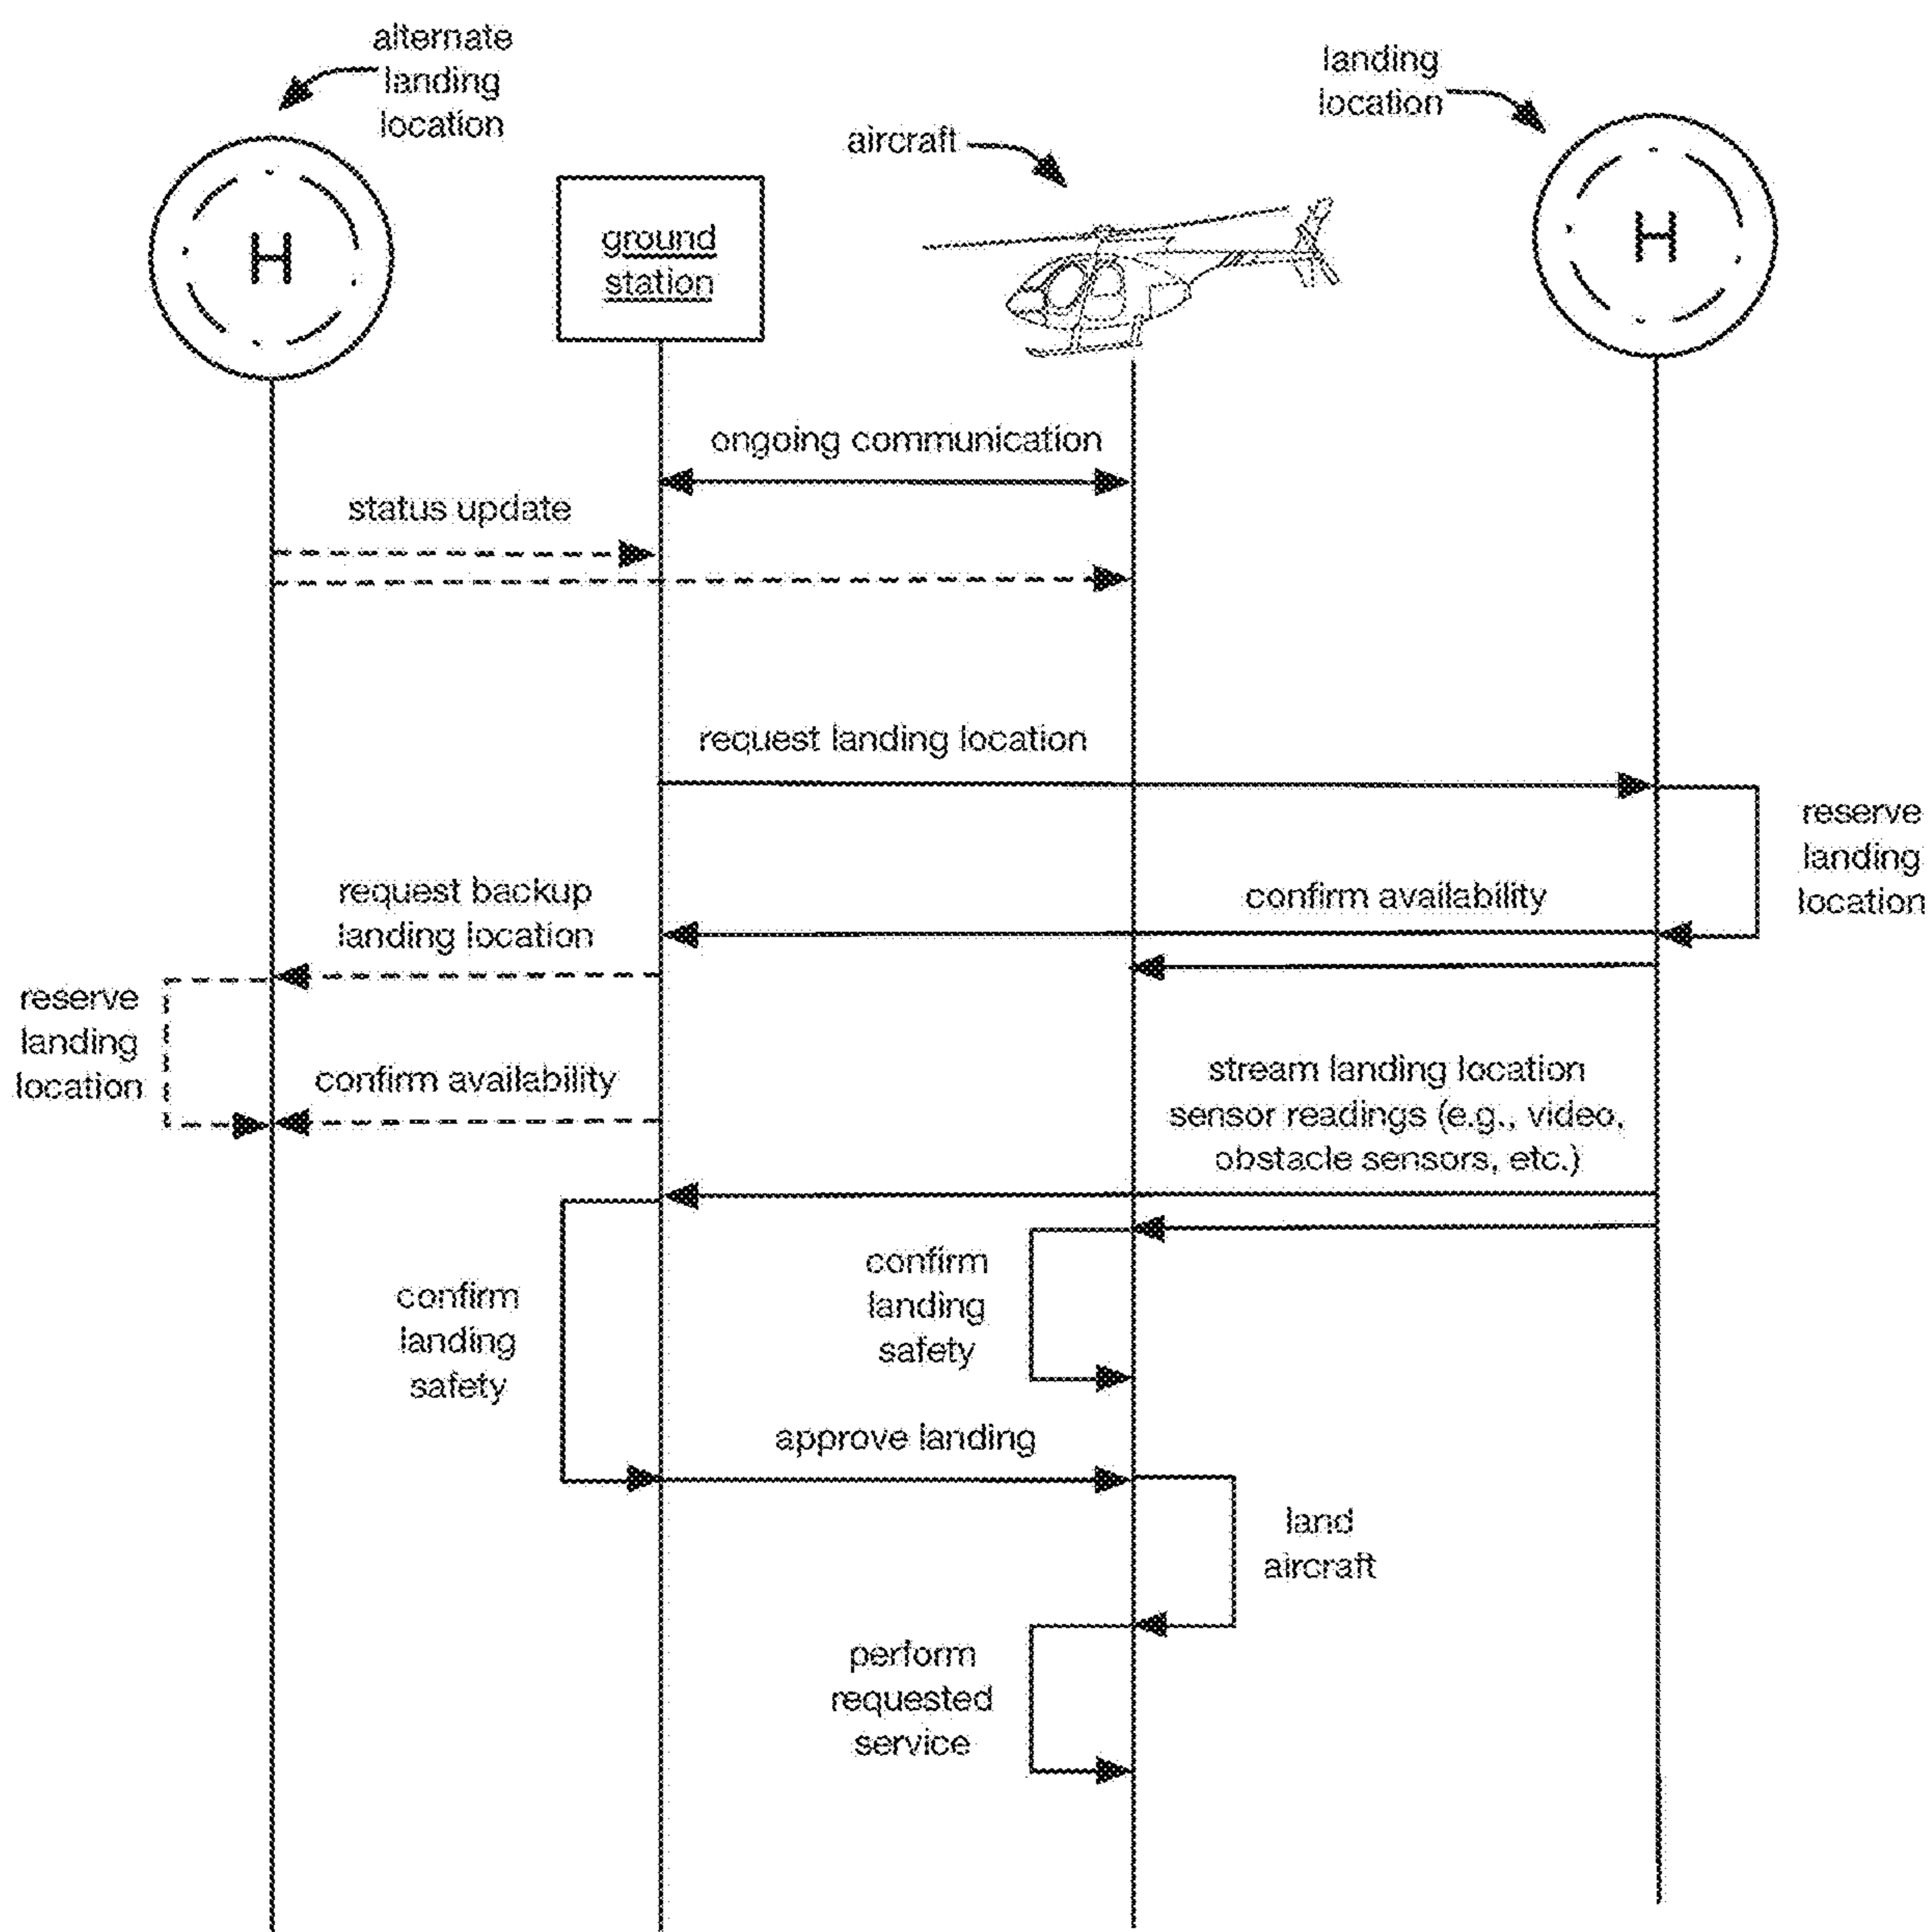 alternate
landing
location
landing
location
aircraft
H
ground
station
H
ongoing communication
status update
request landing location
reserve
landing
location
request backup
landing location
confirm availability
reserve
landing
location
confirm availability
stream landing location
sensor readings (e.g., video,
obstacle sensors, etc.)
confirm
landing
safety
confirm
landing
safety
approve landing
land
aircraft
perform
requested
service